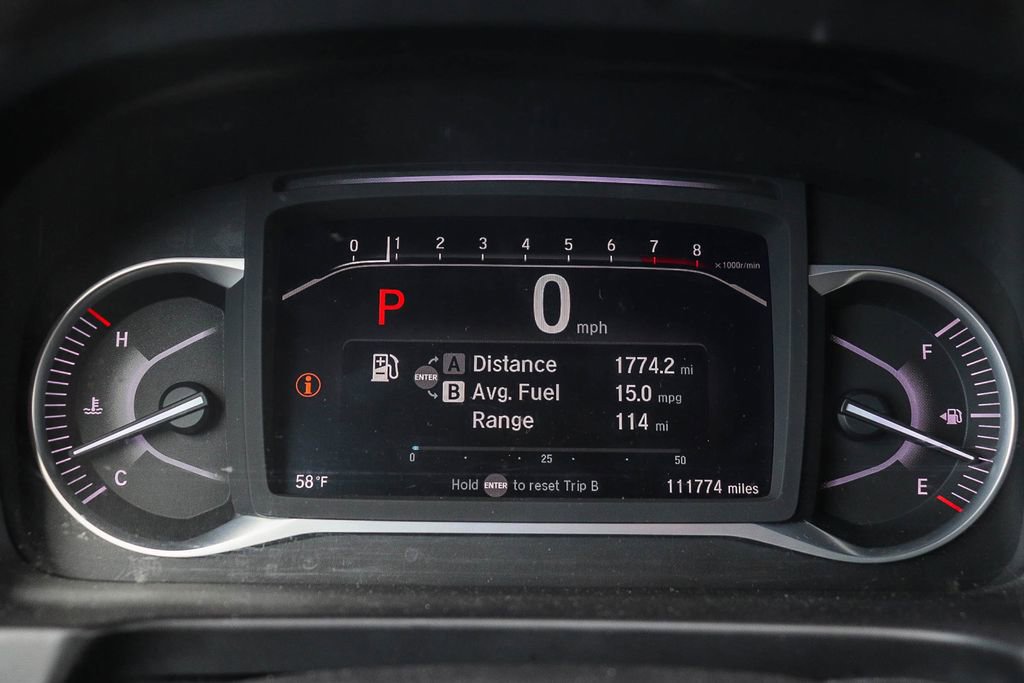 0 1 2 3 4 5 6 7 8
×1000r/min
P 0 mph
H
F
ENTER A Distance 1774.2 mi
B Avg. Fuel 15.0 mpg
Range 114 mi
0 25 50
C
E
58°F Hold ENTER to reset Trip B 111774 miles